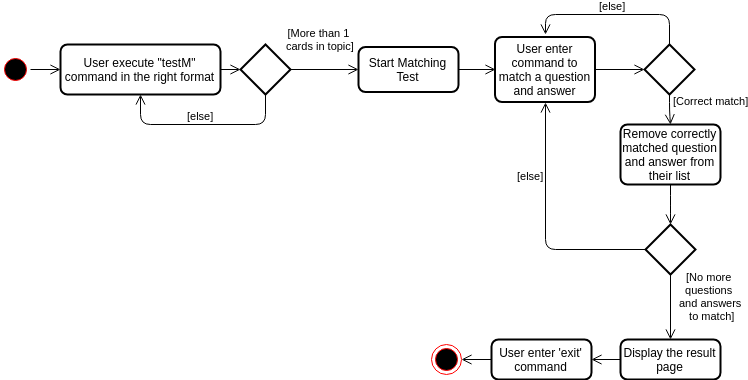 User execute "testM"
command in the right format
[else]
[More than 1
cards in topic]
Start Matching
Test
User enter
command to
match a question
and answer
[else]
[Correct match]
Remove correctly
matched question
and answer from
their list
[else]
[No more
questions
and answers
to match]
Display the result
page
User enter 'exit'
command